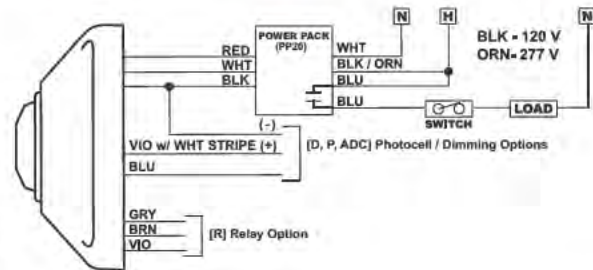 N H N
POWER PACK
(PP20)
BLK - 120 V
ORN- 277 V
RED
WHT
BLK
WHT
BLK / ORN
BLU
BLU
SWITCH
LOAD
(-)
VIO w/ WHT STRIPE (+)
BLU
[D, P, ADC] Photocell / Dimming Options
GRY
BRN
VIO
[R] Relay Option